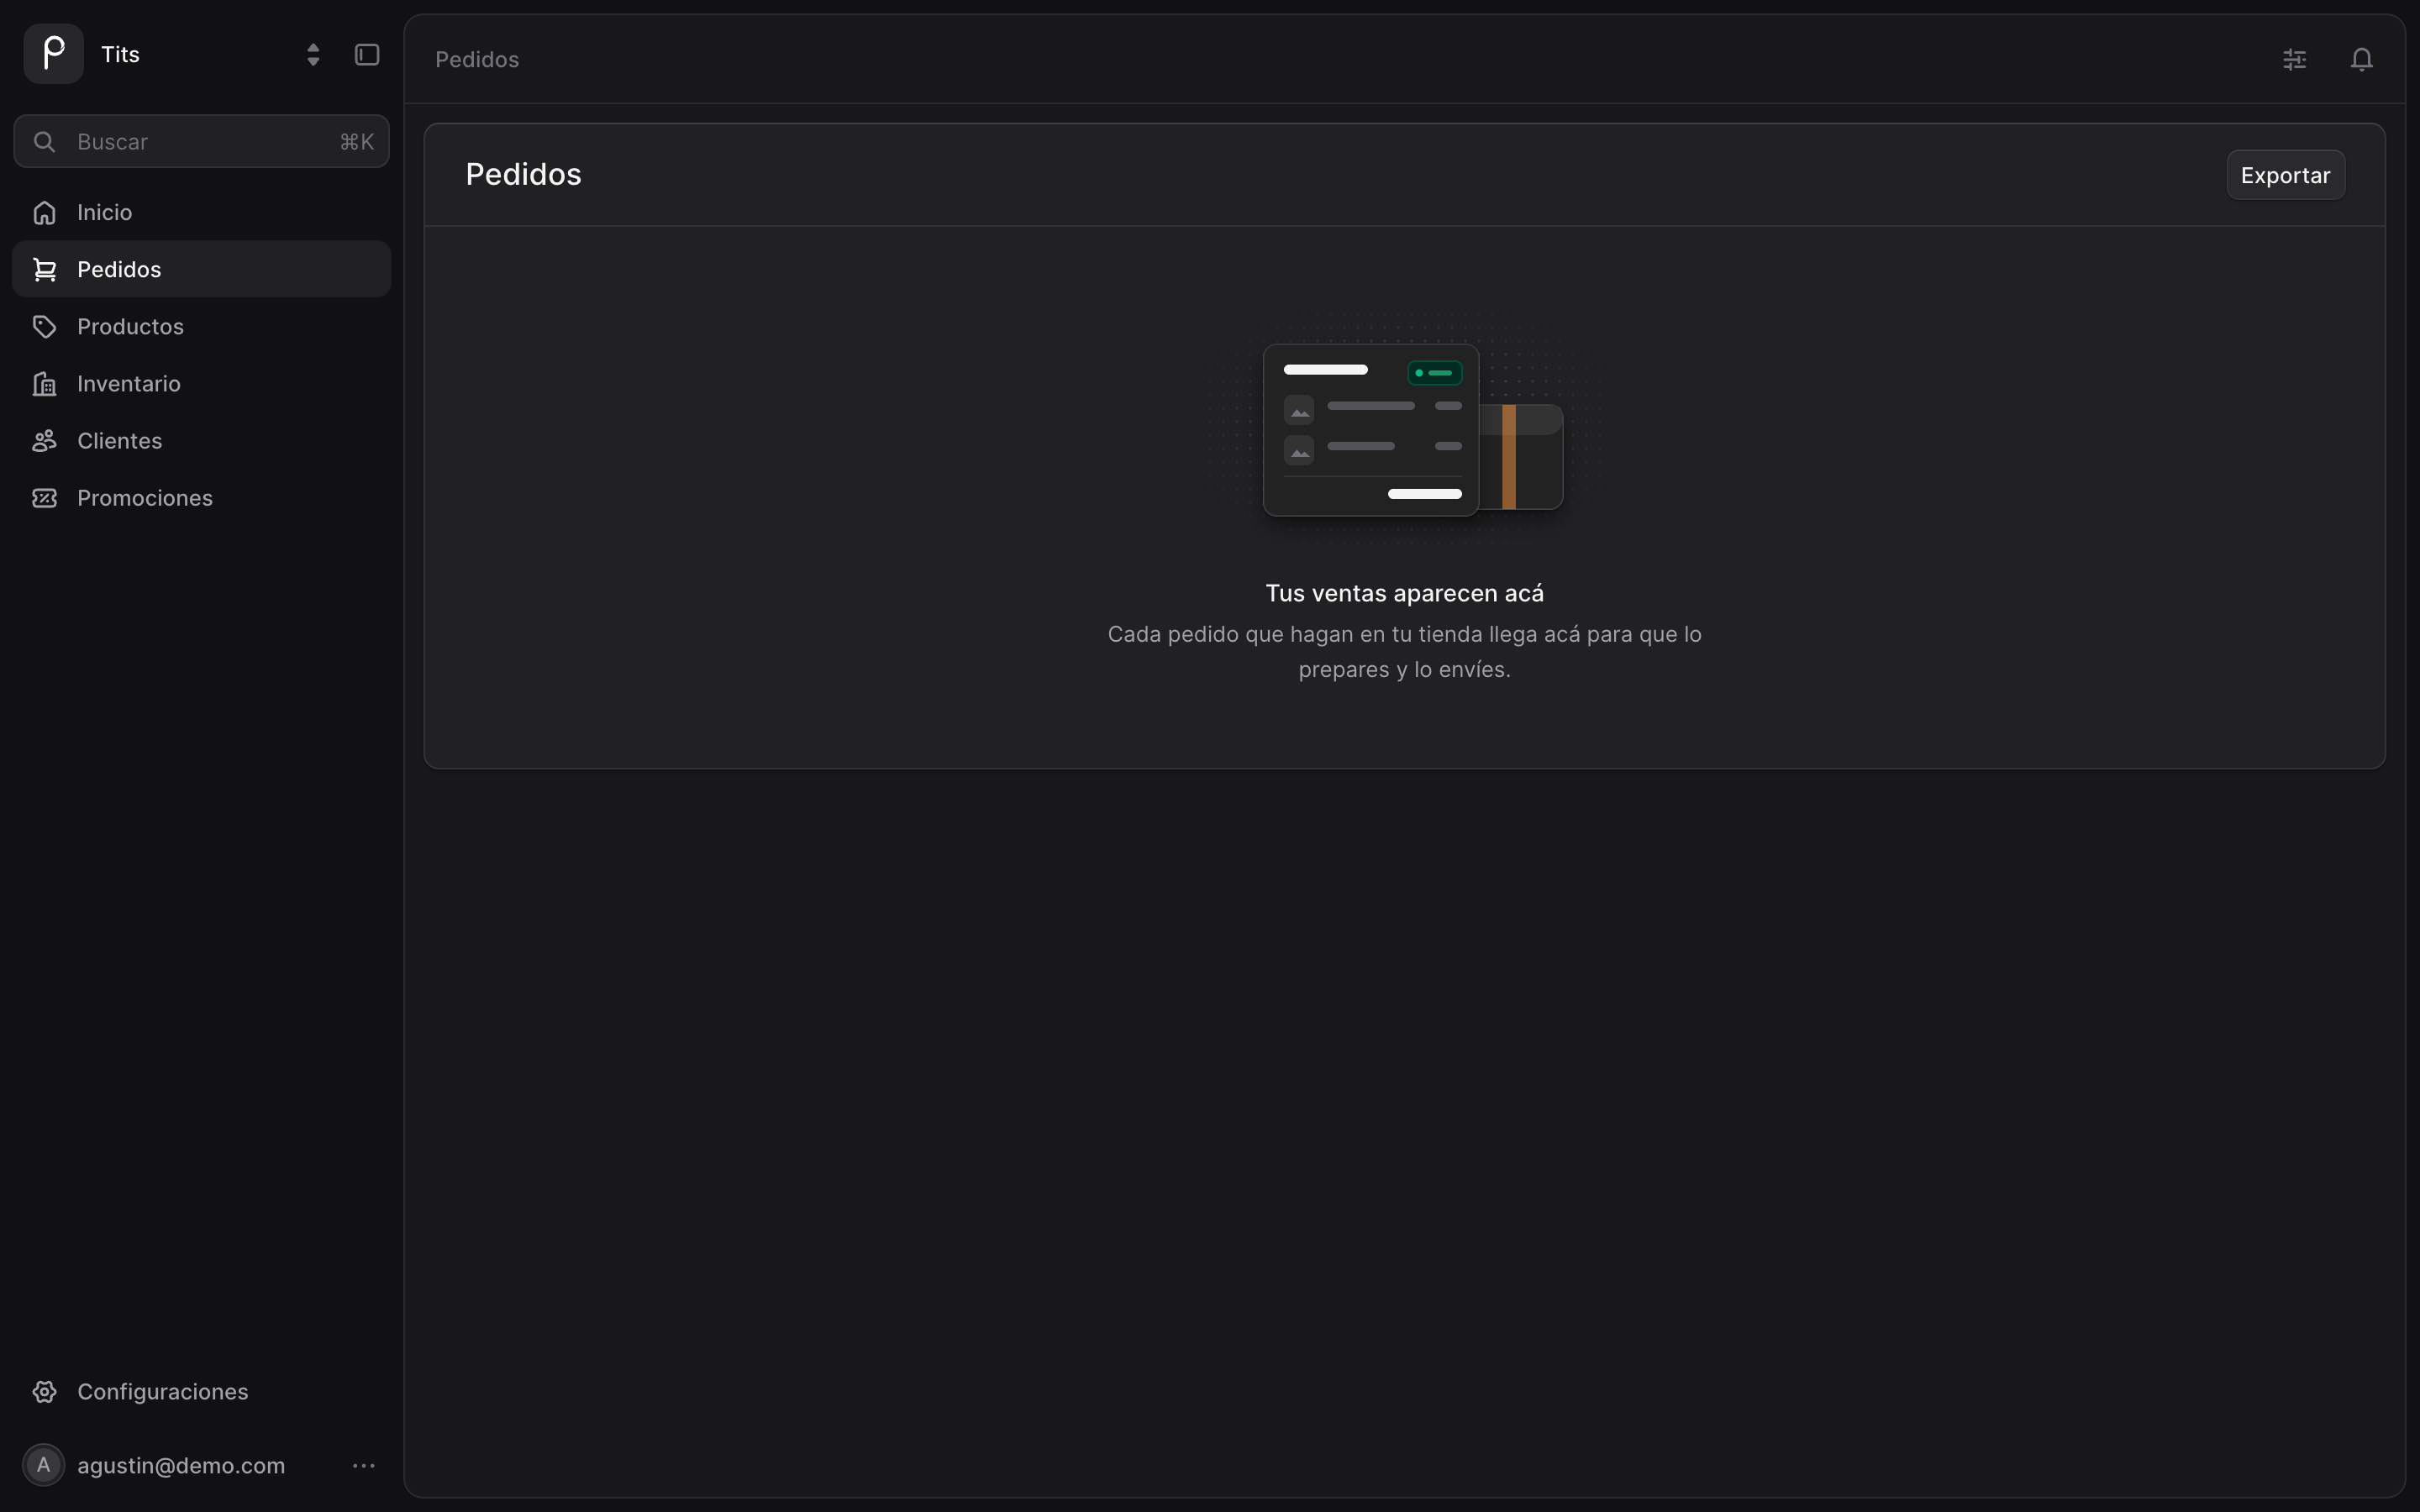 Tits
Buscar ⌘K
Inicio
Pedidos
Productos
Inventario
Clientes
Promociones
Configuraciones
A agustin@demo.com
Pedidos
Pedidos
Exportar
Tus ventas aparecen acá
Cada pedido que hagan en tu tienda llega acá para que lo
prepares y lo envíes.